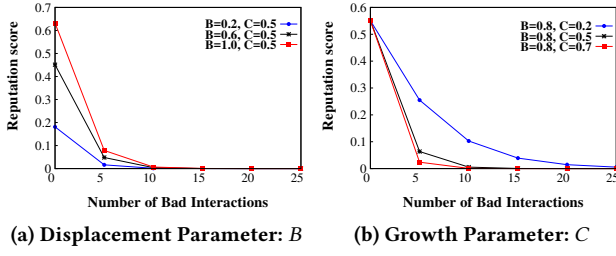 0.7
0.6
0.5
0.4
0.3
0.2
0.1
0
Reputation score
B=0.2, C=0.5
B=0.6, C=0.5
B=1.0, C=0.5
0 5 10 15 20 25
Number of Bad Interactions
(a) Displacement Parameter: B
0.6
0.5
0.4
0.3
0.2
0.1
0
Reputation score
B=0.8, C=0.2
B=0.8, C=0.5
B=0.8, C=0.7
0 5 10 15 20 25
Number of Bad Interactions
(b) Growth Parameter: C